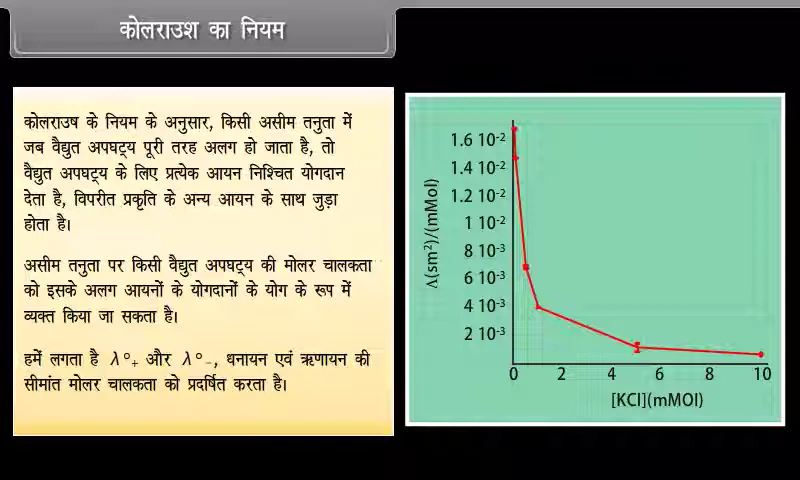 कोलराउश का नियम
कोलराउष के नियम के अनुसार, किसी असीम तनुता में
जब वैद्युत अपघट्य पूरी तरह अलग हो जाता है, तो
वैद्युत अपघट्य के लिए प्रत्येक आयन निश्चित योगदान
देता है, विपरीत प्रकृति के अन्य आयन के साथ जुड़ा
होता है।
असीम तनुता पर किसी वैद्युत अपघट्य की मोलर चालकता
को इसके अलग आयनों के योगदानों के योग के रूप में
व्यक्त किया जा सकता है।
हमें लगता है λ°₊ और λ°₋, धनायन एवं ऋणायन की
सीमांत मोलर चालकता को प्रदर्षित करता है।
Λ(sm²)/(mMol)
1.6 10⁻²
1.4 10⁻²
1.2 10⁻²
1 10⁻²
8 10⁻³
6 10⁻³
4 10⁻³
2 10⁻³
0 2 4 6 8 10
[KCl](mMOl)